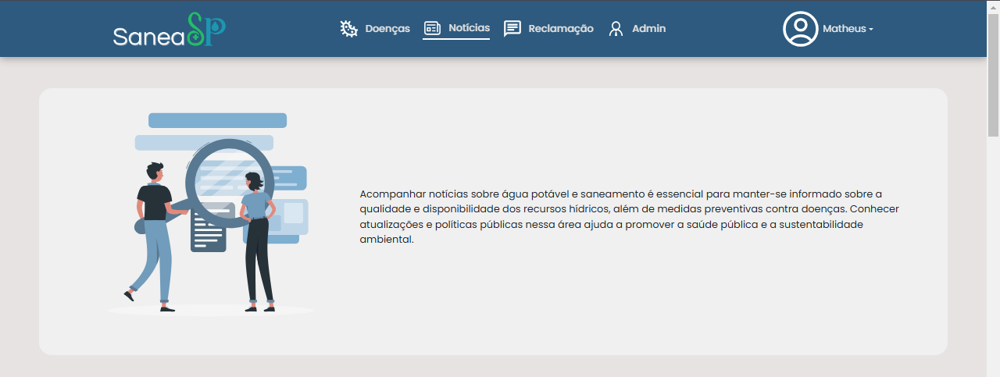 SaneaSP
Doenças
Notícias
Reclamação
Admin
Matheus
Acompanhar notícias sobre água potável e saneamento é essencial para manter-se informado sobre a
qualidade e disponibilidade dos recursos hídricos, além de medidas preventivas contra doenças. Conhecer
atualizações e políticas públicas nessa área ajuda a promover a saúde pública e a sustentabilidade
ambiental.